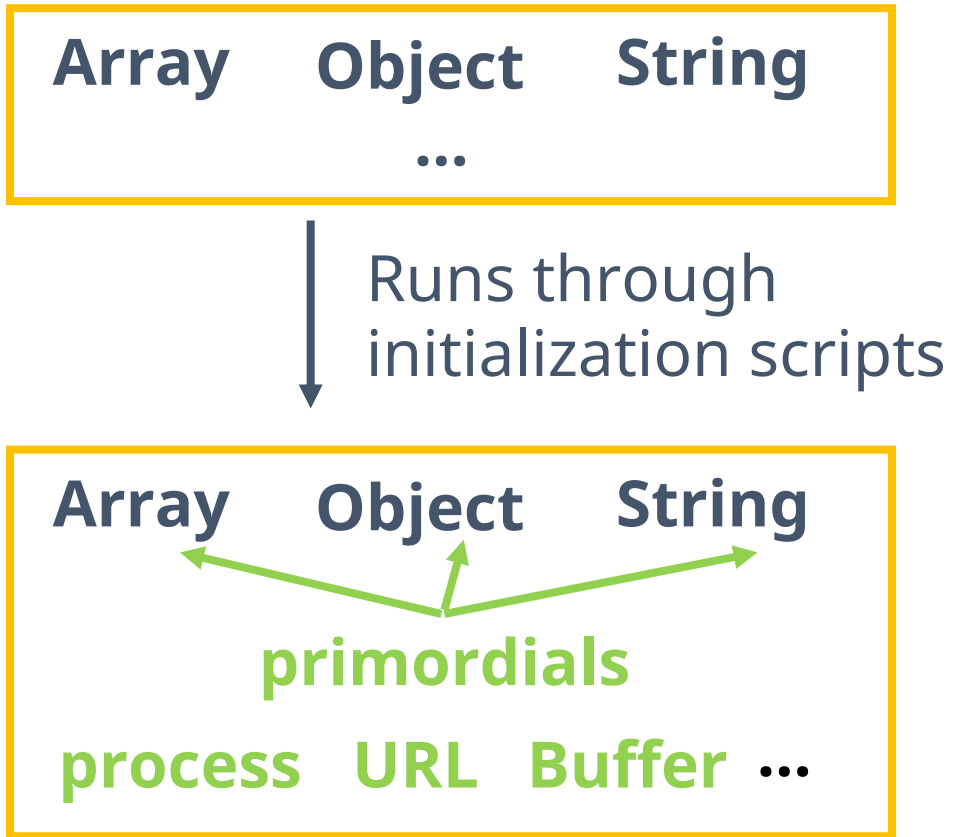 Array Object String
...
Runs through
initialization scripts
Array Object String
primordials
process URL Buffer ...